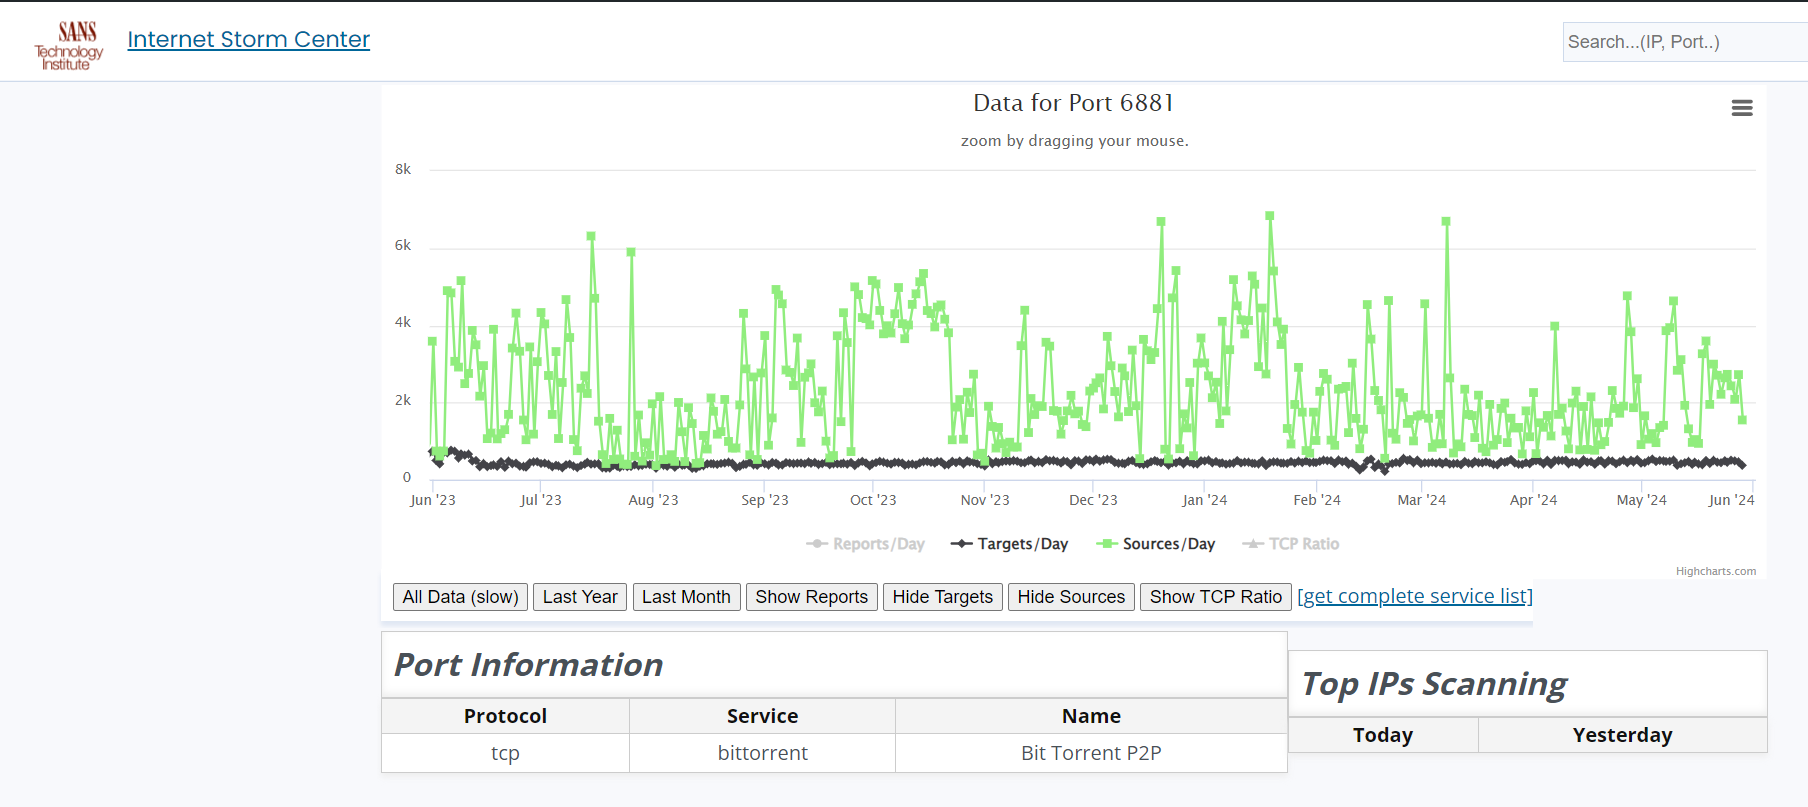 SANS
Technology
Institute
Internet Storm Center
Search...(IP, Port..)
Data for Port 6881
zoom by dragging your mouse.
8k
6k
4k
2k
0
Jun '23 Jul '23 Aug '23 Sep '23 Oct '23 Nov '23 Dec '23 Jan '24 Feb '24 Mar '24 Apr '24 May '24 Jun '24
Reports/Day Targets/Day Sources/Day TCP Ratio
Highcharts.com
All Data (slow) Last Year Last Month Show Reports Hide Targets Hide Sources Show TCP Ratio [get complete service list]
Port Information
Protocol Service Name
tcp bittorrent Bit Torrent P2P
Top IPs Scanning
Today Yesterday